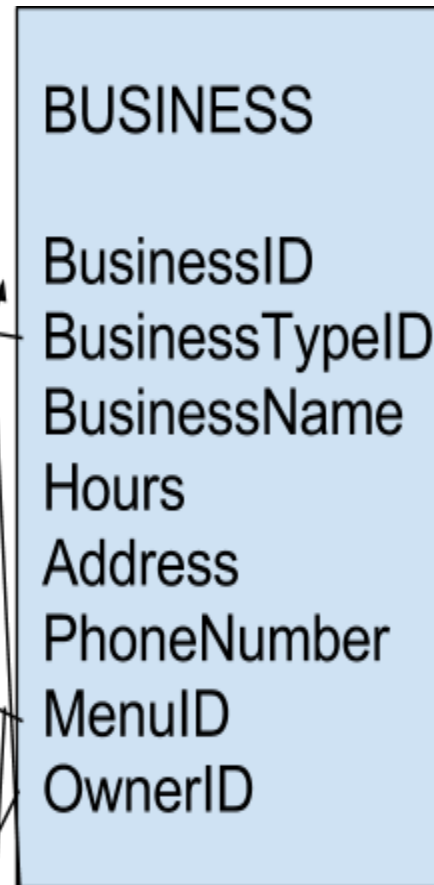 BUSINESS
BusinessID
BusinessTypeID
BusinessName
Hours
Address
PhoneNumber
MenuID
OwnerID